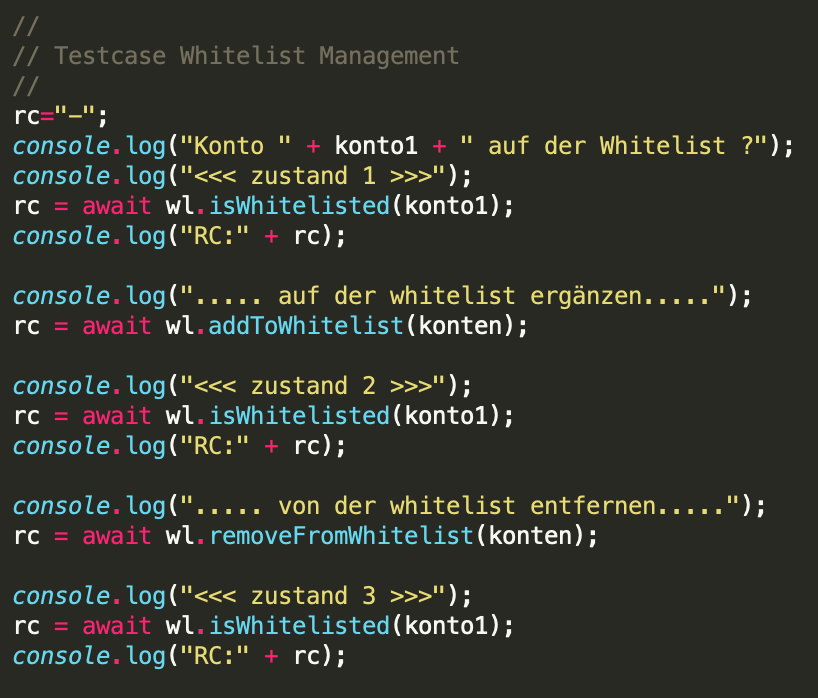 //
// Testcase Whitelist Management
//
rc="-";
console.log("Konto " + konto1 + " auf der Whitelist ?");
console.log("<<< zustand 1 >>>");
rc = await wl.isWhitelisted(konto1);
console.log("RC:" + rc);
console.log("..... auf der whitelist ergänzen.....");
rc = await wl.addToWhitelist(konten);
console.log("<<< zustand 2 >>>");
rc = await wl.isWhitelisted(konto1);
console.log("RC:" + rc);
console.log("..... von der whitelist entfernen.....");
rc = await wl.removeFromWhitelist(konten);
console.log("<<< zustand 3 >>>");
rc = await wl.isWhitelisted(konto1);
console.log("RC:" + rc);